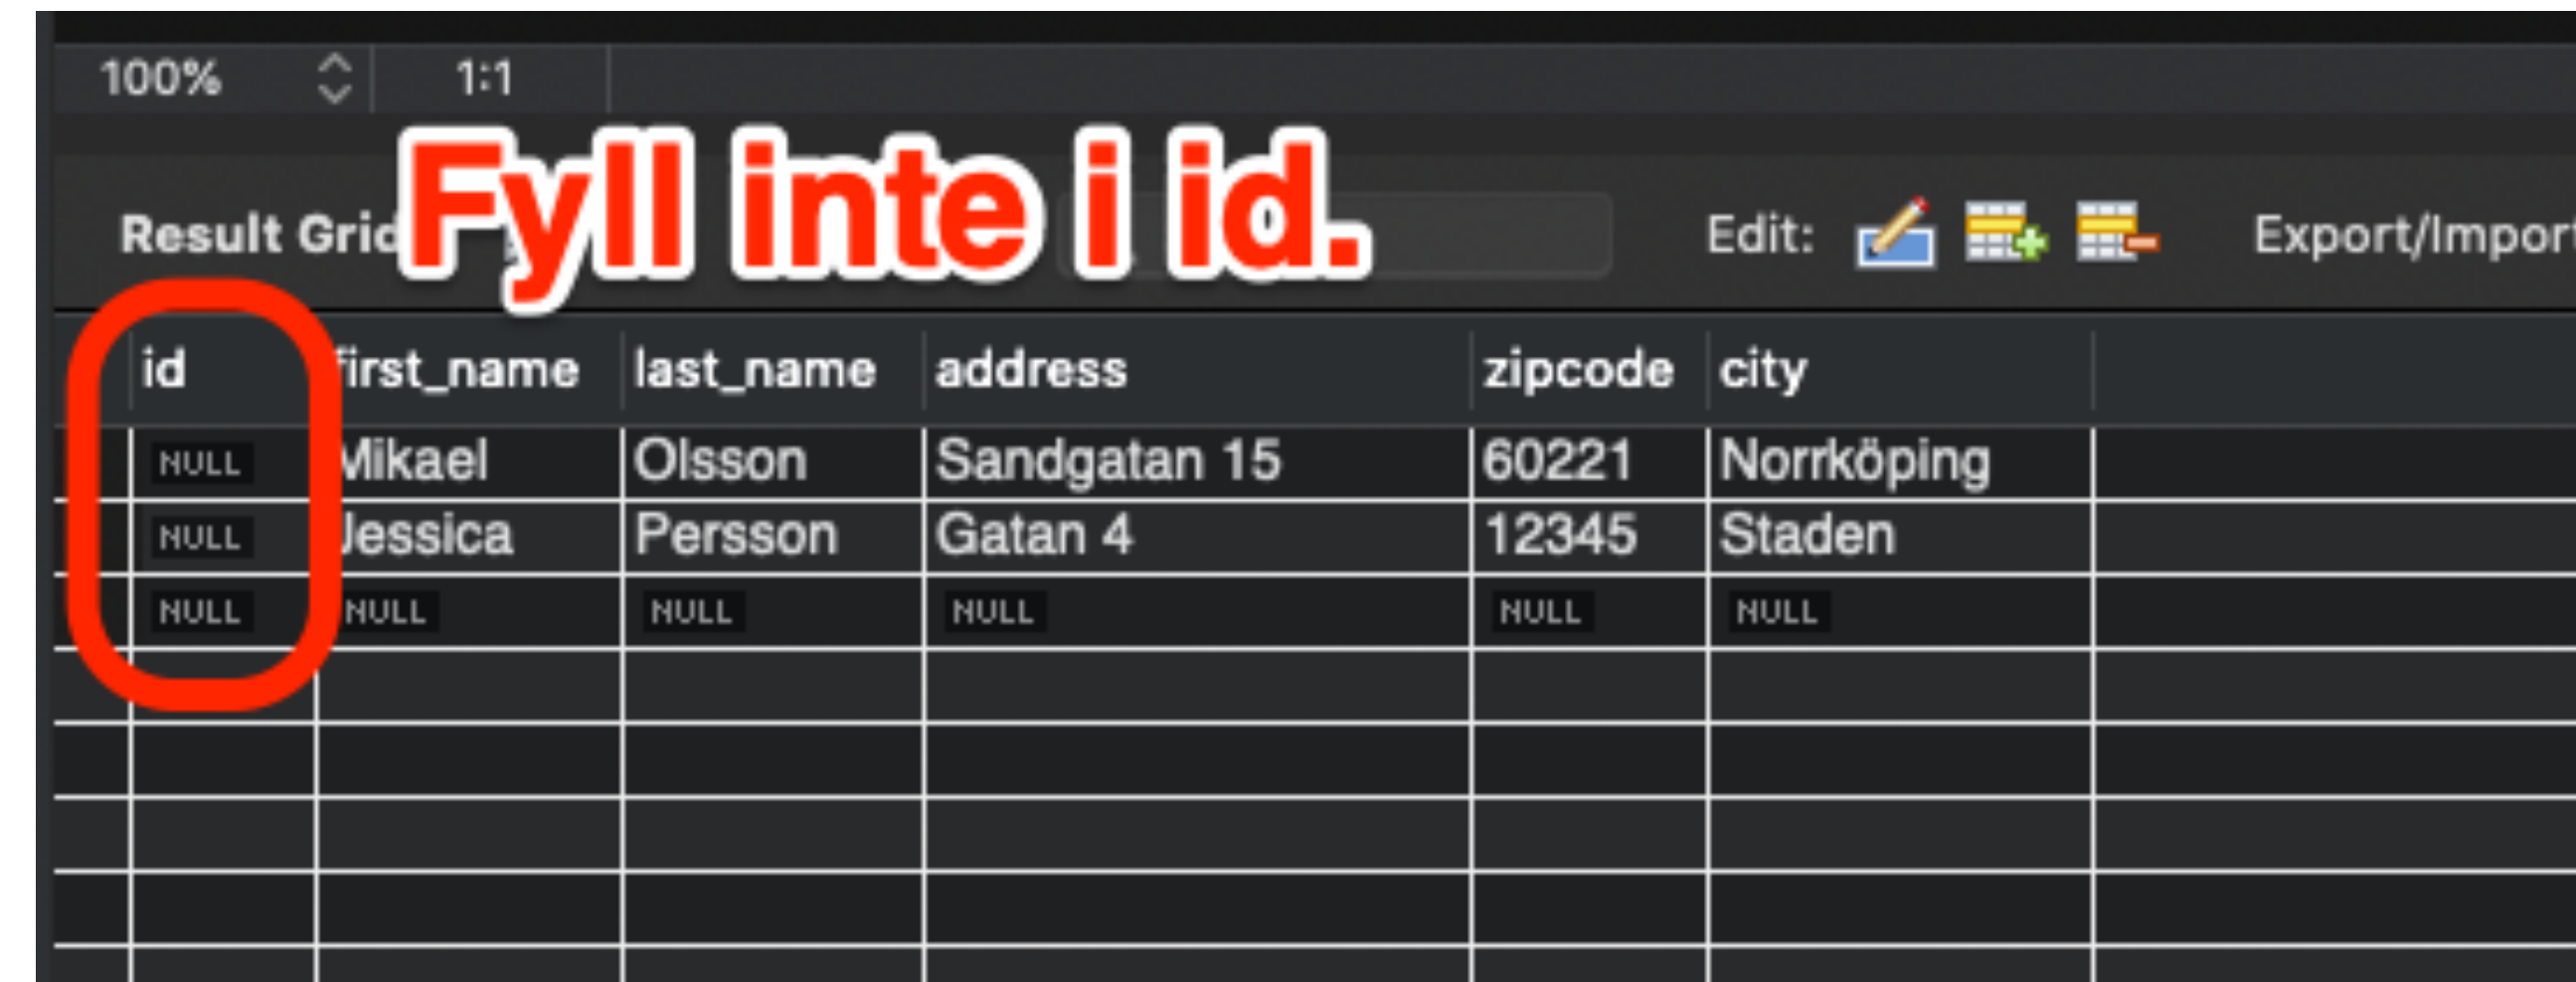 100% 1:1
Fyll inte i id.
Result Grid Edit: Export/Import
id first_name last_name address zipcode city
NULL Mikael Olsson Sandgatan 15 60221 Norrköping
NULL Jessica Persson Gatan 4 12345 Staden
NULL NULL NULL NULL NULL NULL